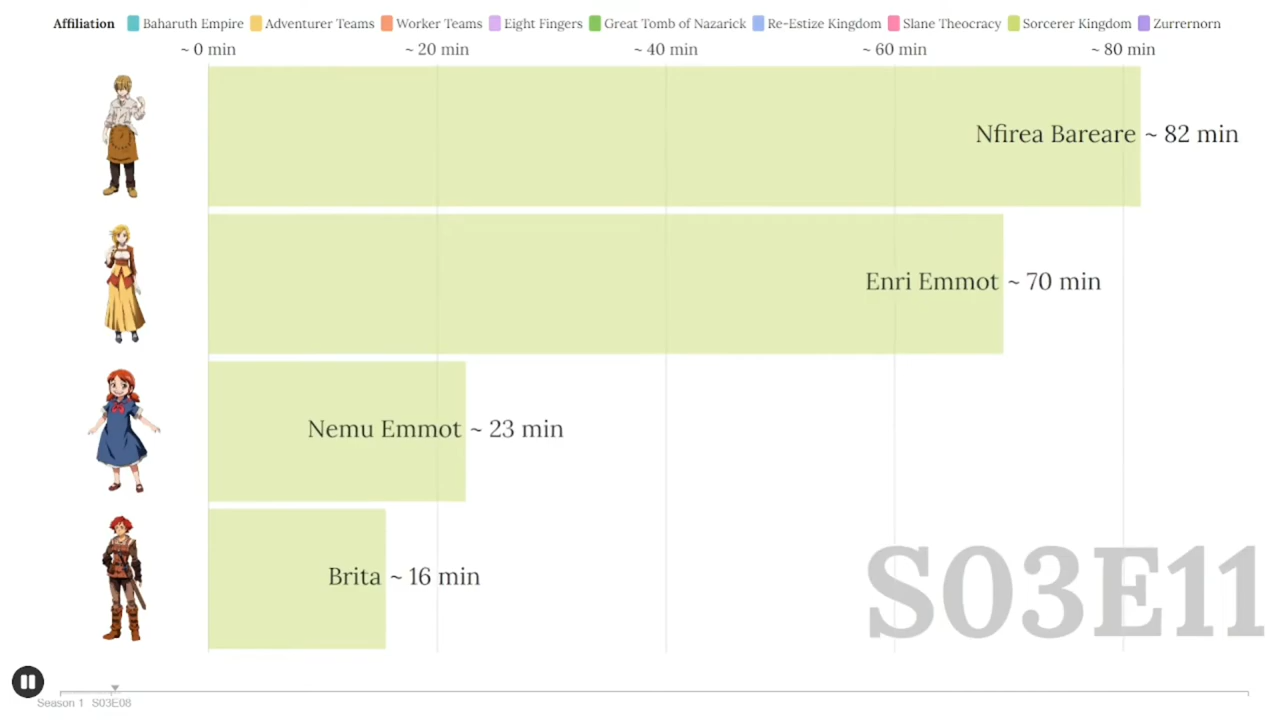 Affiliation Baharuth Empire Adventurer Teams Worker Teams Eight Fingers Great Tomb of Nazarick Re-Estize Kingdom Slane Theocracy Sorcerer Kingdom Zurrernorn
~ 0 min ~ 20 min ~ 40 min ~ 60 min ~ 80 min
Nfirea Bareare ~ 82 min
Enri Emmot ~ 70 min
Nemu Emmot ~ 23 min
Brita ~ 16 min
S03E11
Season 1 S03E08